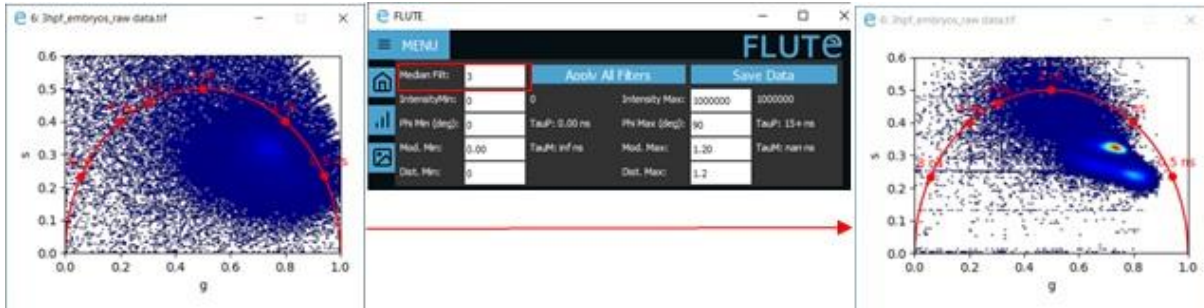 6: 3hpf_embryos_raw data.tif
0.6
0.5
0.4
0.3
0.2
0.1
0.0
s
0.0 0.2 0.4 0.6 0.8 1.0
g
FLUTE
MENU FLUTE
Median Filt: 3 Apply All Filters Save Data
IntensityMin: 0 0 Intensity Max: 1000000 1000000
Phi Min (deg): 0 TauP: 0.00 ns Phi Max (deg): 90 TauP: 15+ ns
Mod. Min: 0.00 TauM: inf ns Mod. Max: 1.20 TauM: nan ns
Dist. Min: 0 Dist. Max: 1.2
6: 3hpf_embryos_raw data.tif
0.6
0.5
0.4
0.3
0.2
0.1
0.0
s
0.5 ns
0.0 0.2 0.4 0.6 0.8 1.0
g